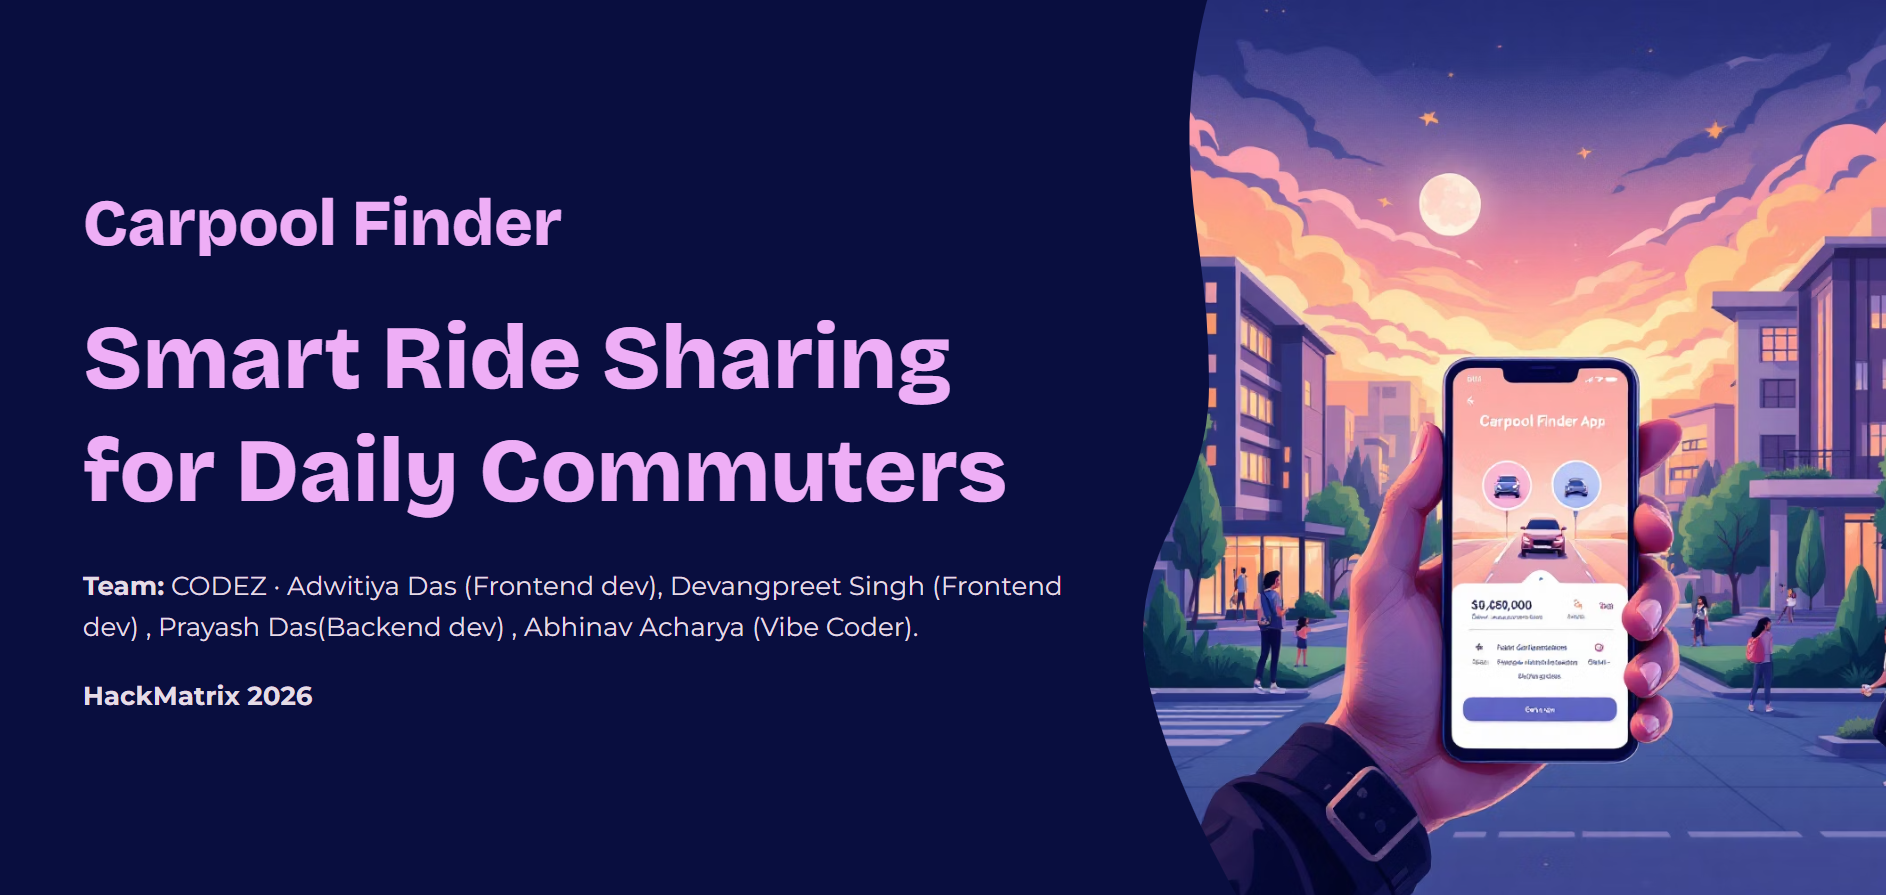 Carpool Finder
Smart Ride Sharing
for Daily Commuters
Team: CODEZ · Adwitiya Das (Frontend dev), Devangpreet Singh (Frontend
dev) , Prayash Das(Backend dev) , Abhinav Acharya (Vibe Coder).
HackMatrix 2026
Carpool Finder App